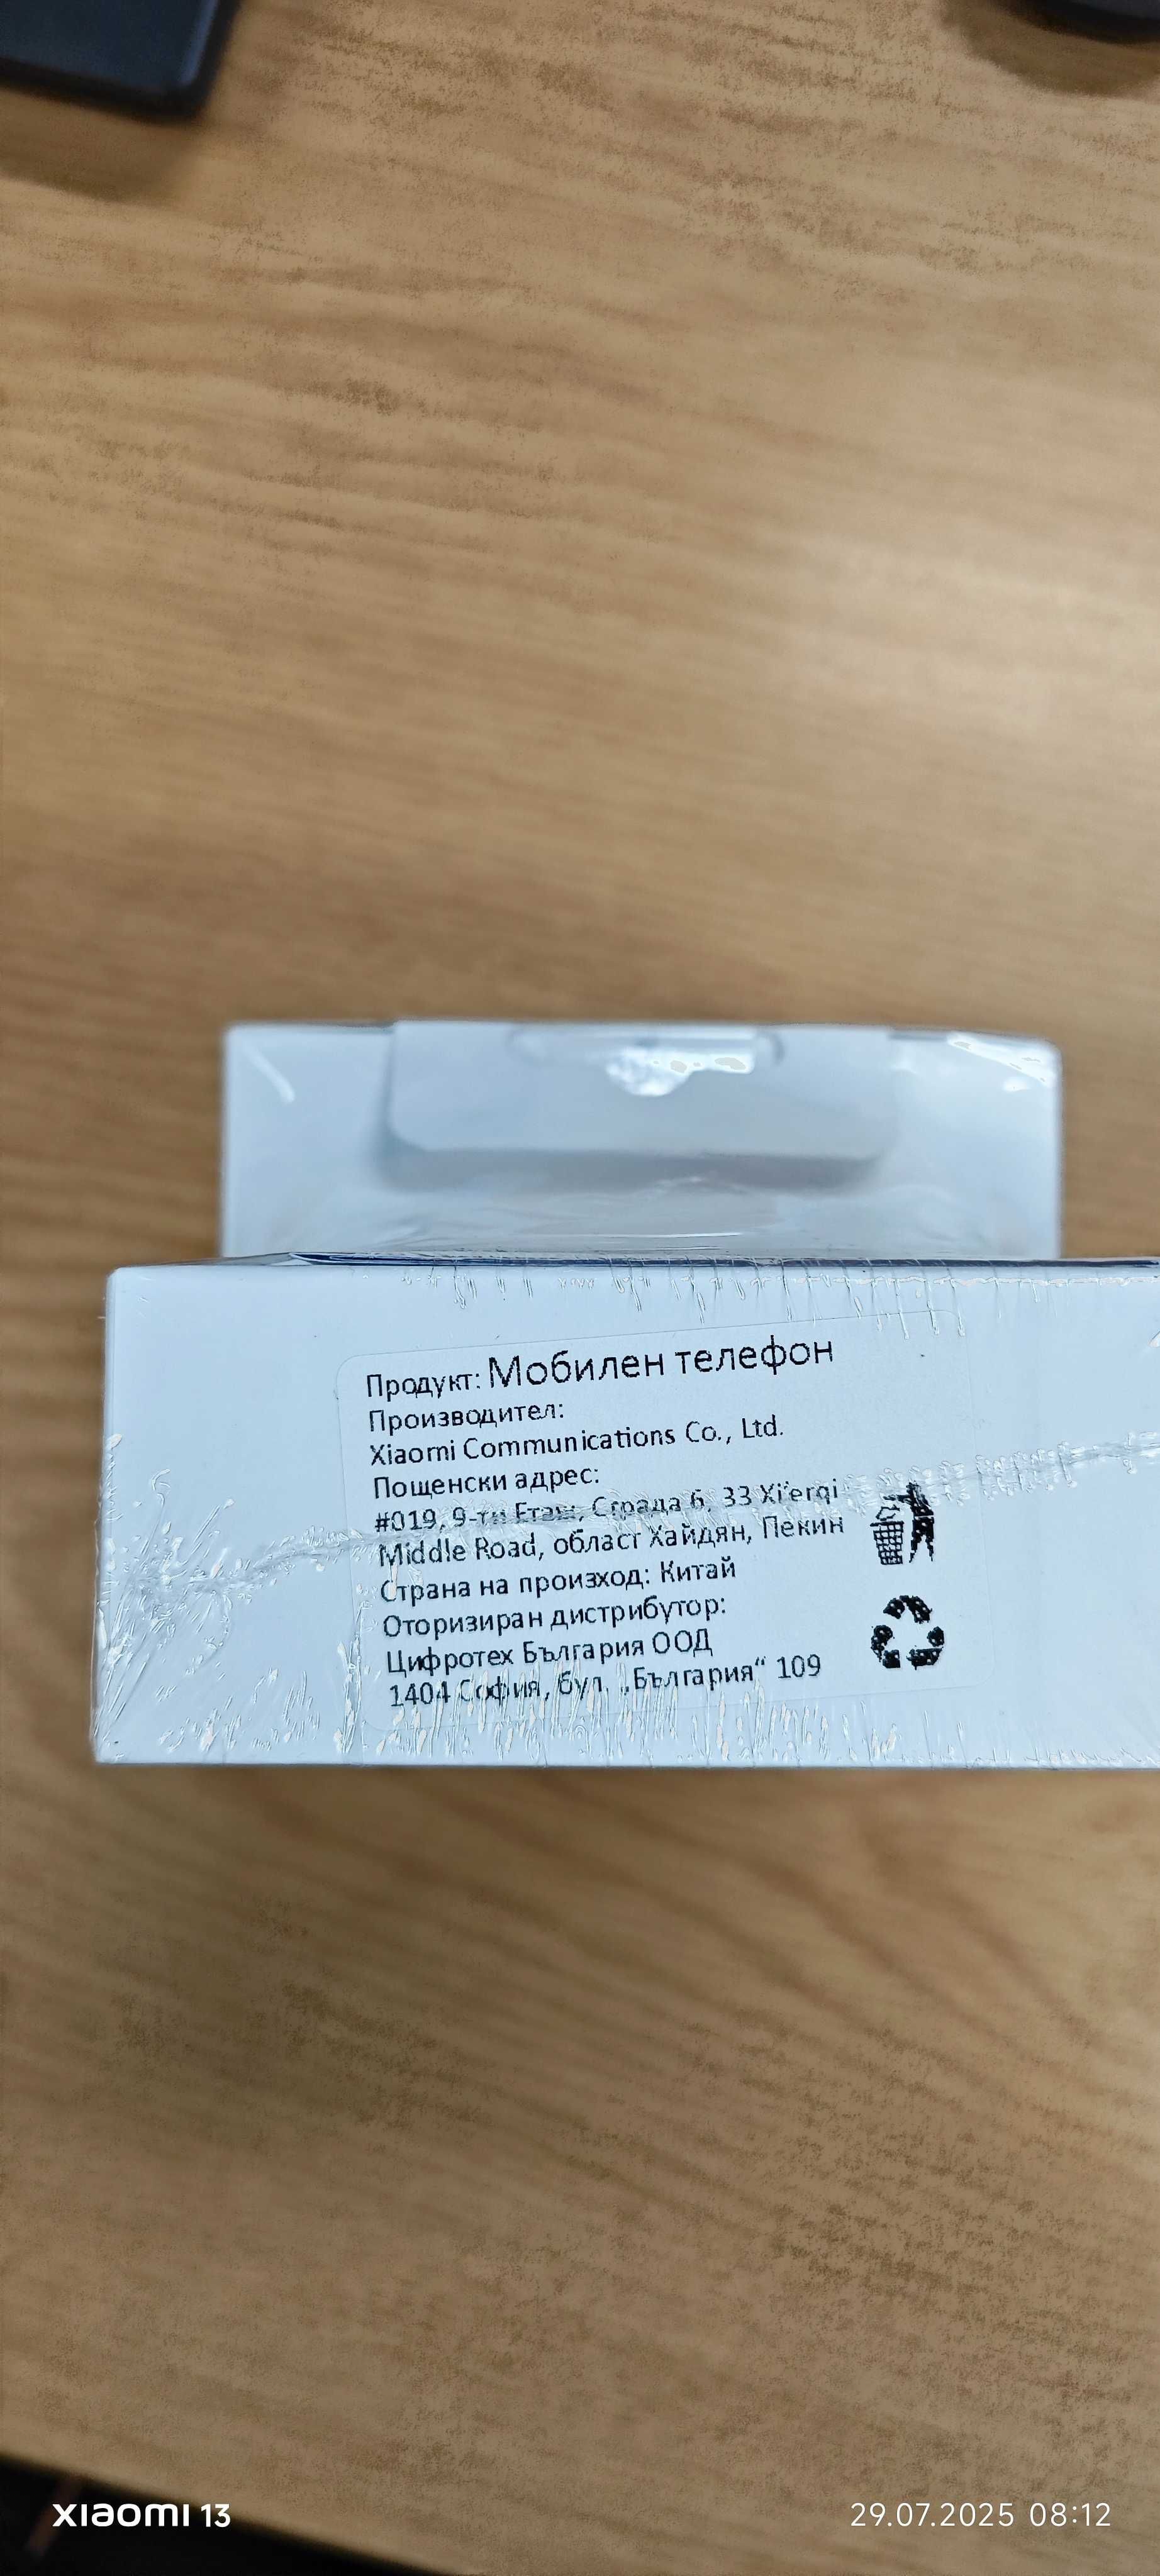 Продукт: Мобилен телефон
Производител:
Xiaomi Communications Co., Ltd.
Пощенски адрес:
#019, 9-ти Етаж, Сграда 6, 33 Xi'erqi
Middle Road, област Хайдян, Пекин
Страна на произход: Китай
Оторизиран дистрибутор:
Цифротех България ООД
1404 София, бул. „България“ 109
xiaomi 13
29.07.2025 08:12